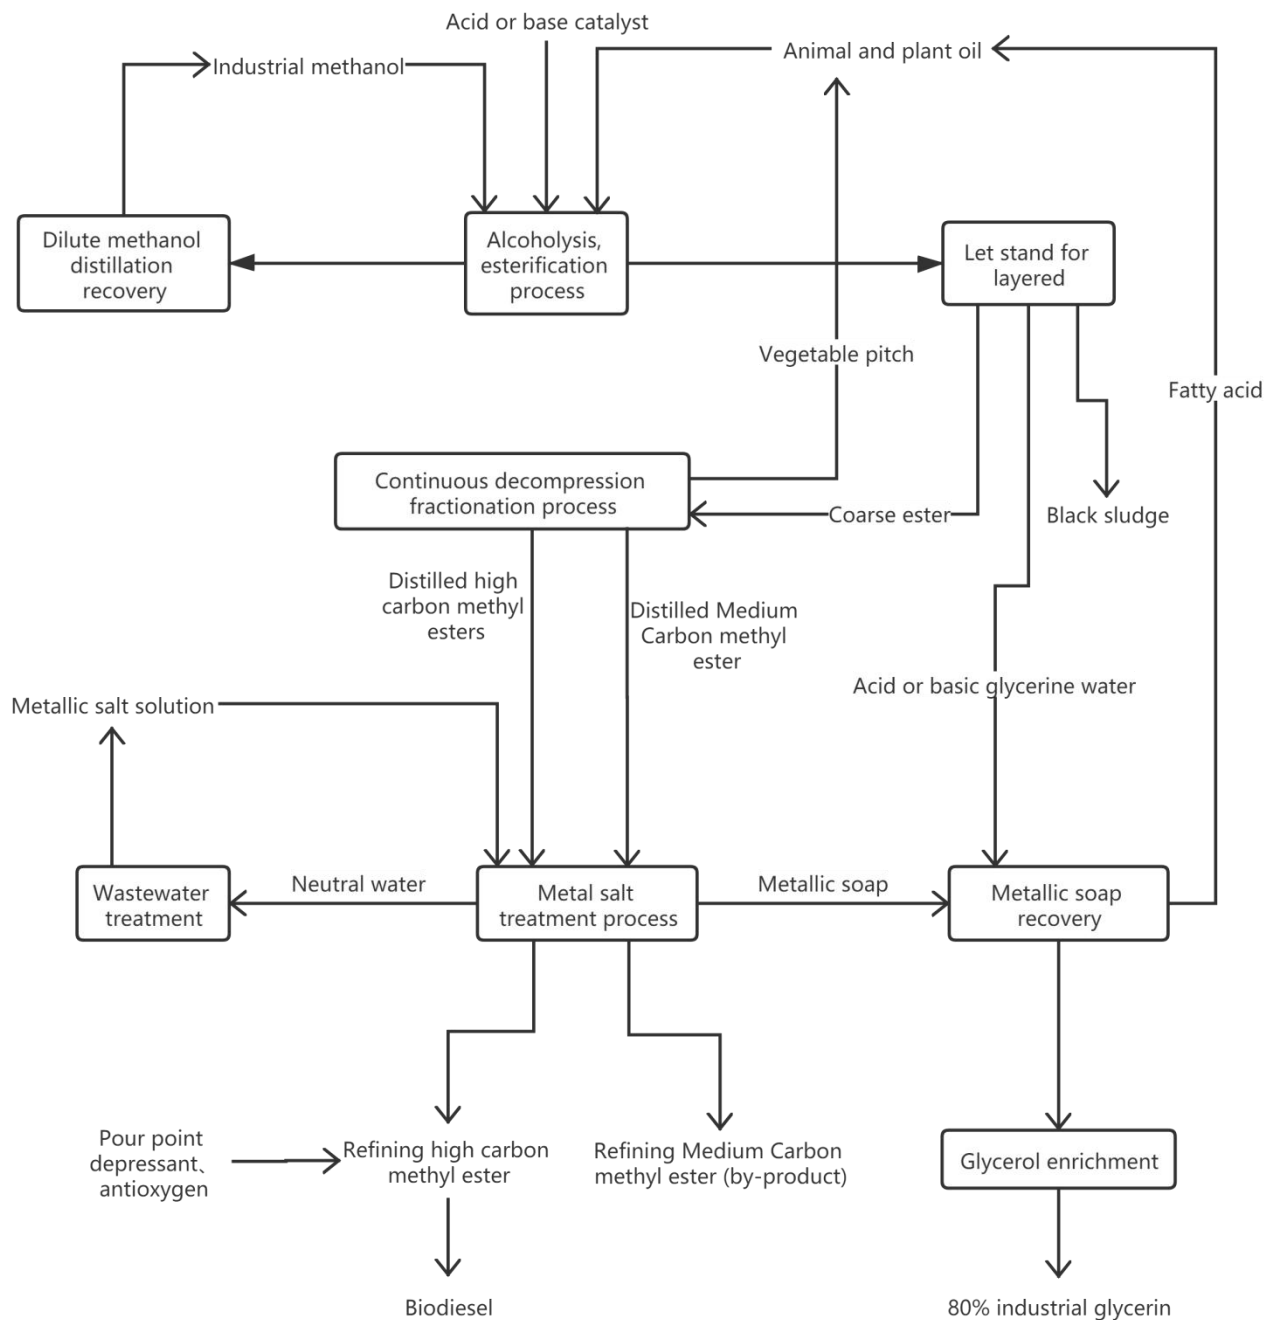 Acid or base catalyst
Industrial methanol
Animal and plant oil
Dilute methanol
distillation
recovery
Alcoholysis,
esterification
process
Let stand for
layered
Vegetable pitch
Fatty acid
Continuous decompression
fractionation process
Coarse ester
Black sludge
Distilled high
carbon methyl
esters
Distilled Medium
Carbon methyl
ester
Acid or basic glycerine water
Metallic salt solution
Wastewater
treatment
Neutral water
Metal salt
treatment process
Metallic soap
Metallic soap
recovery
Pour point
depressant、
antioxygen
Refining high carbon
methyl ester
Refining Medium Carbon
methyl ester (by-product)
Glycerol enrichment
Biodiesel
80% industrial glycerin